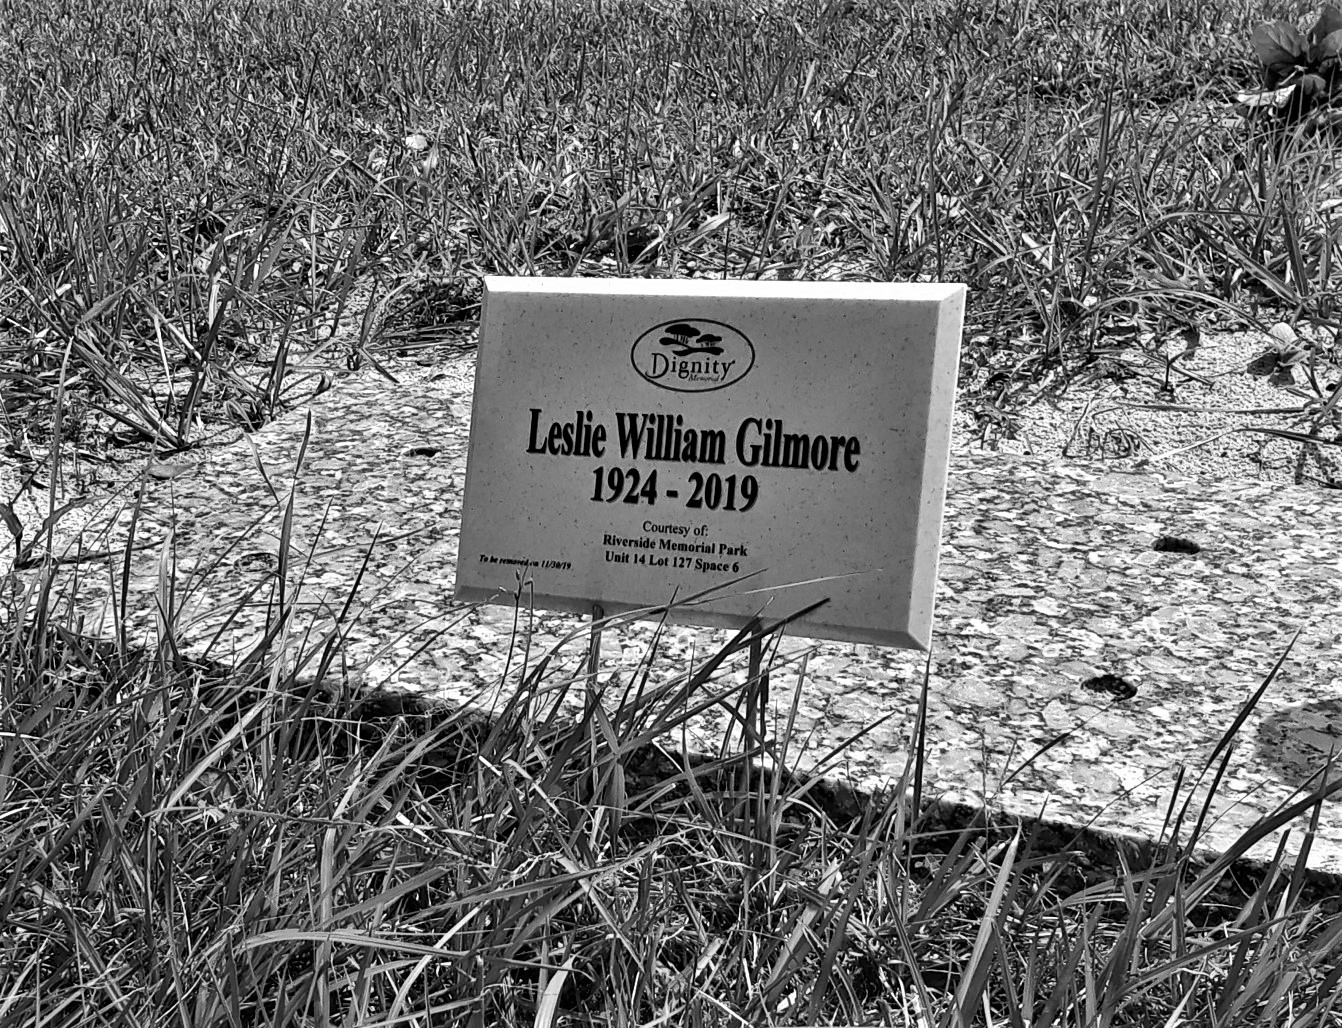 Dignity
Memorial
Leslie William Gilmore
1924 - 2019
Courtesy of:
Riverside Memorial Park
Unit 14 Lot 127 Space 6
To be removed on 11/30/19